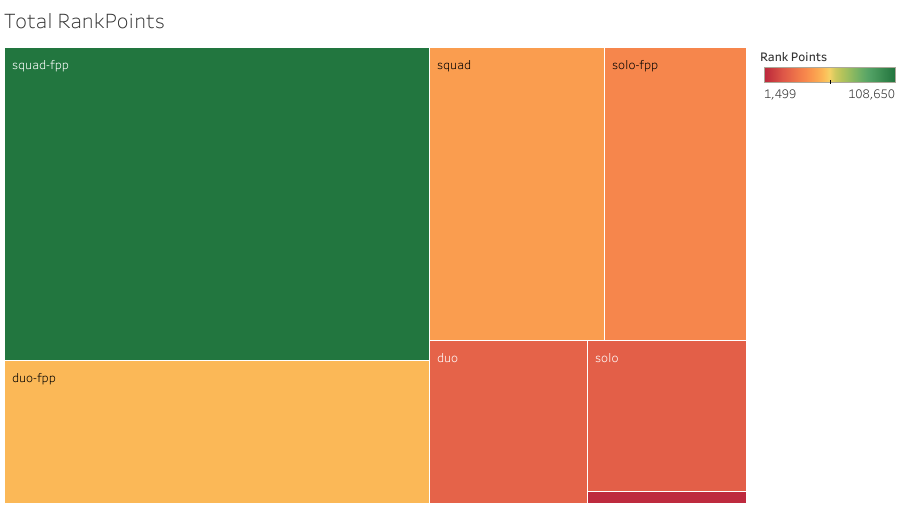 Total RankPoints
squad-fpp
squad
solo-fpp
Rank Points
1,499 108,650
duo-fpp
duo
solo